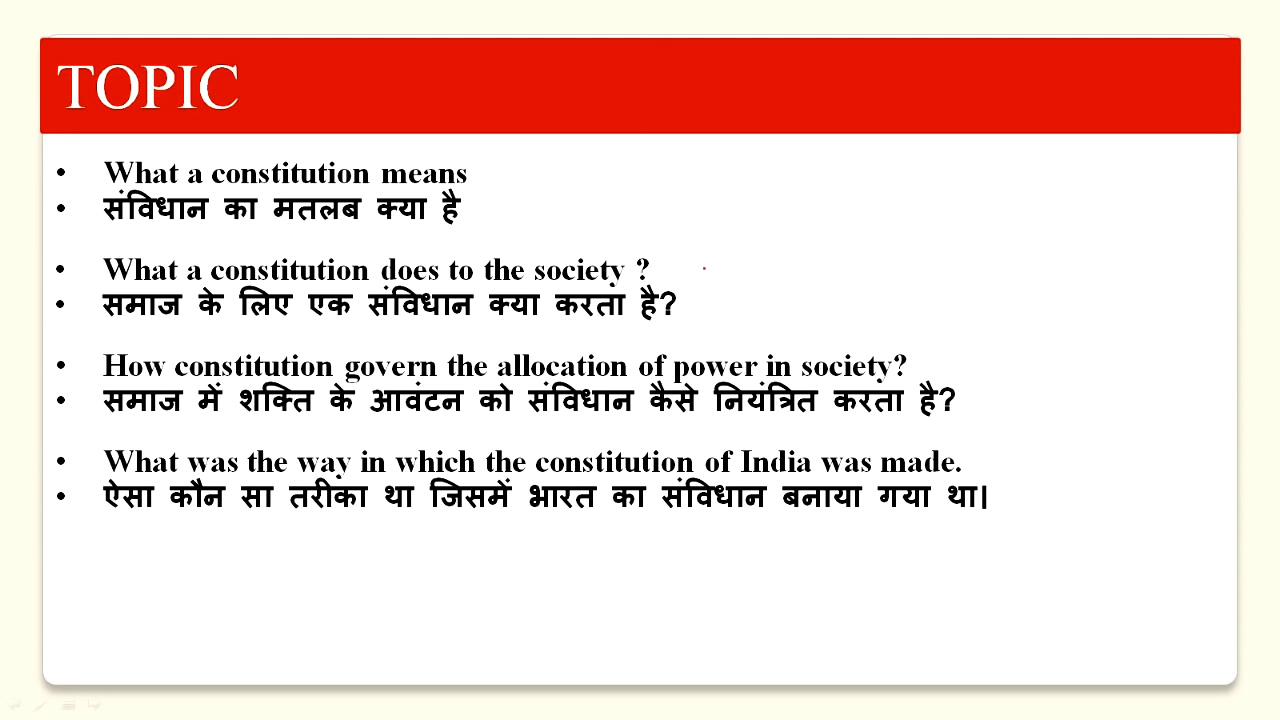 TOPIC
• What a constitution means
• संविधान का मतलब क्या है
• What a constitution does to the society ?
• समाज के लिए एक संविधान क्या करता है?
• How constitution govern the allocation of power in society?
• समाज में शक्ति के आवंटन को संविधान कैसे नियंत्रित करता है?
• What was the way in which the constitution of India was made.
• ऐसा कौन सा तरीका था जिसमें भारत का संविधान बनाया गया था।